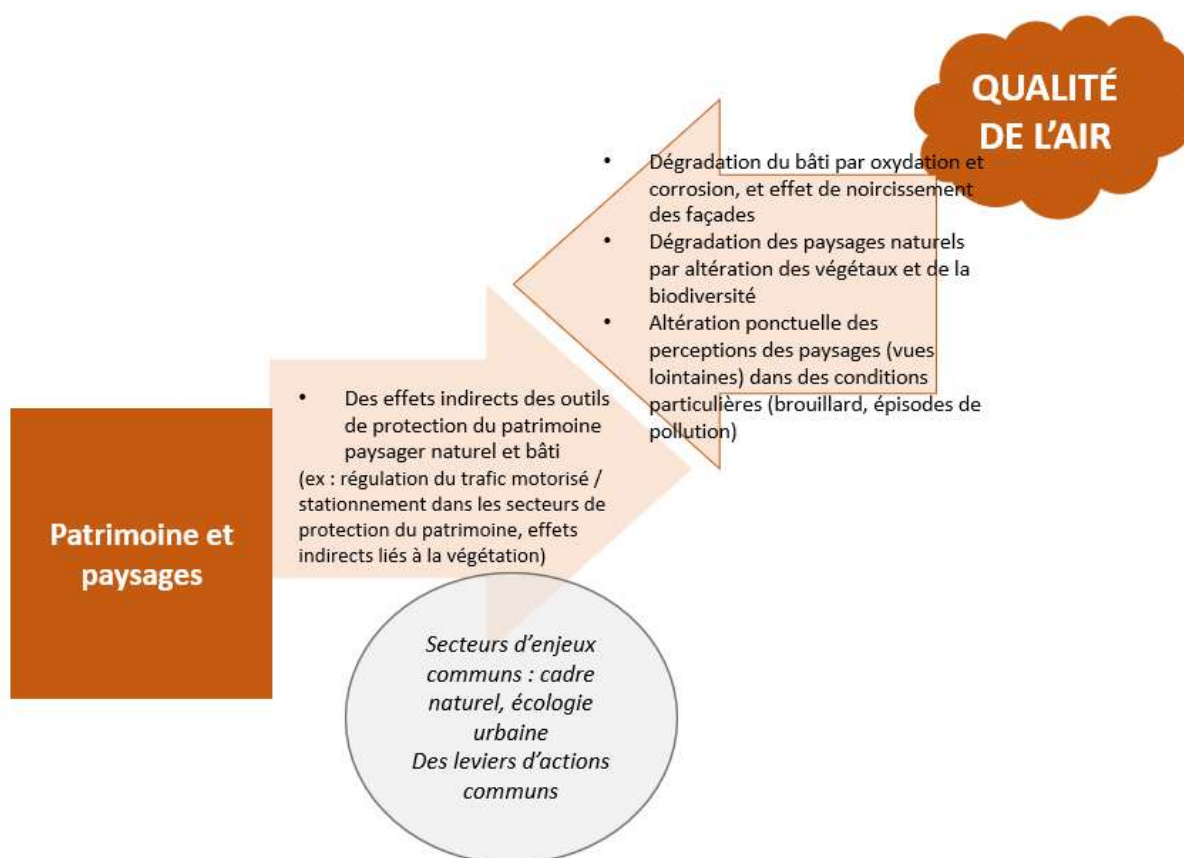 QUALITÉ
DE L'AIR
• Dégradation du bâti par oxydation et
corrosion, et effet de noircissement
des façades
• Dégradation des paysages naturels
par altération des végétaux et de la
biodiversité
• Altération ponctuelle des
perceptions des paysages (vues
lointaines) dans des conditions
particulières (brouillard, épisodes de
pollution)
• Des effets indirects des outils
de protection du patrimoine
paysager naturel et bâti
(ex : régulation du trafic motorisé /
stationnement dans les secteurs de
protection du patrimoine, effets
indirects liés à la végétation)
Patrimoine et
paysages
Secteurs d'enjeux
communs : cadre
naturel, écologie
urbaine
Des leviers d'actions
communs